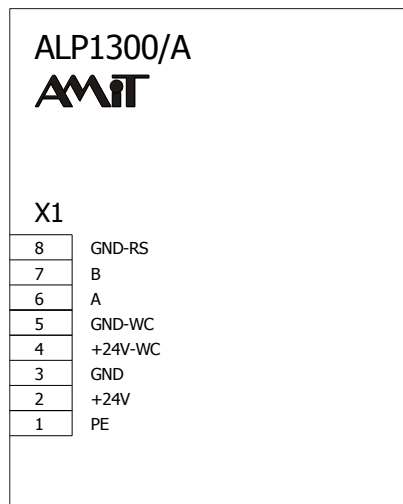 ALP1300/A
AMiT
X1
8 GND-RS
7 B
6 A
5 GND-WC
4 +24V-WC
3 GND
2 +24V
1 PE